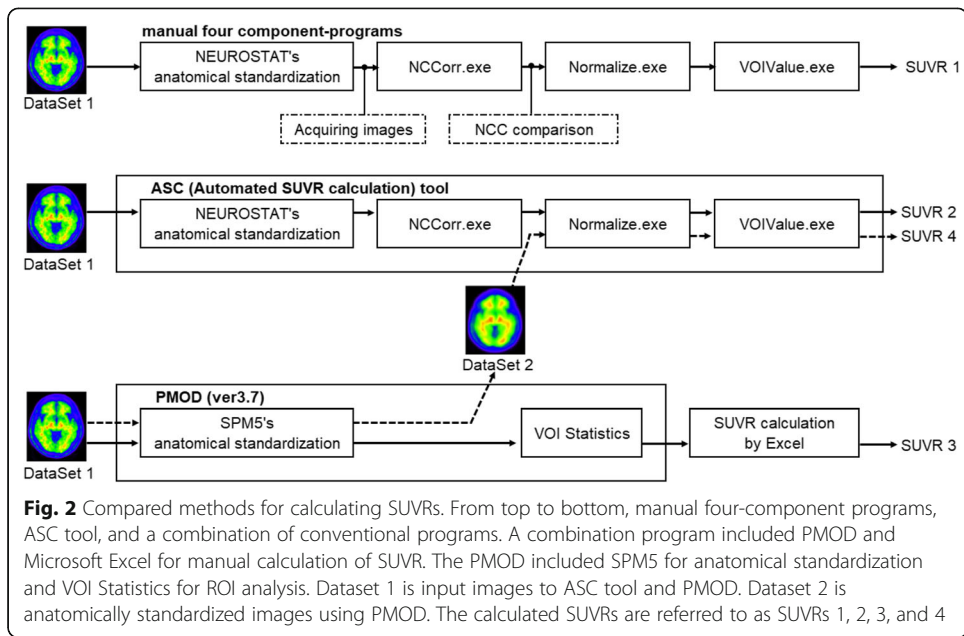 manual four component-programs
NEUROSTAT's
anatomical standardization
NCCorr.exe
Normalize.exe
VOIValue.exe
SUVR 1
DataSet 1
Acquiring images
NCC comparison
ASC (Automated SUVR calculation) tool
NEUROSTAT's
anatomical standardization
NCCorr.exe
Normalize.exe
VOIValue.exe
SUVR 2
SUVR 4
DataSet 1
DataSet 2
PMOD (ver3.7)
SPM5's
anatomical standardization
VOI Statistics
SUVR calculation
by Excel
SUVR 3
DataSet 1
Fig. 2 Compared methods for calculating SUVRs. From top to bottom, manual four-component programs,
ASC tool, and a combination of conventional programs. A combination program included PMOD and
Microsoft Excel for manual calculation of SUVR. The PMOD included SPM5 for anatomical standardization
and VOI Statistics for ROI analysis. Dataset 1 is input images to ASC tool and PMOD. Dataset 2 is
anatomically standardized images using PMOD. The calculated SUVRs are referred to as SUVRs 1, 2, 3, and 4